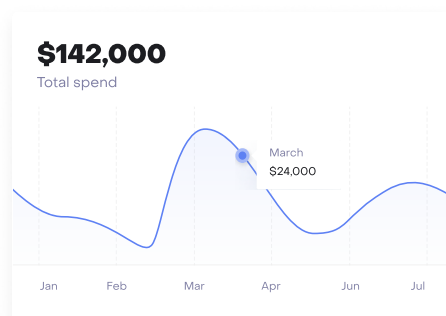 $142,000
Total spend
March
$24,000
Jan Feb Mar Apr Jun Jul